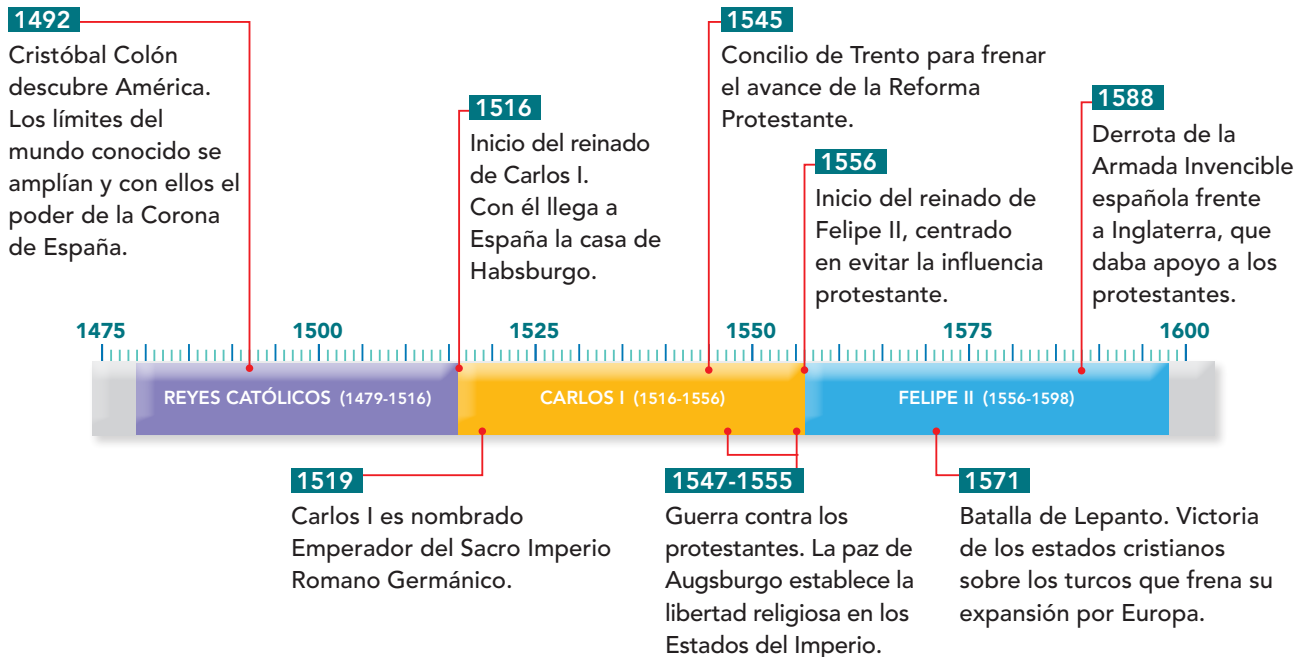 1492
Cristóbal Colón
descubre América.
Los límites del
mundo conocido se
amplían y con ellos el
poder de la Corona
de España.
1516
Inicio del reinado
de Carlos I.
Con él llega a
España la casa de
Habsburgo.
1545
Concilio de Trento para frenar
el avance de la Reforma
Protestante.
1556
Inicio del reinado de
Felipe II, centrado
en evitar la influencia
protestante.
1588
Derrota de la
Armada Invencible
española frente
a Inglaterra, que
daba apoyo a los
protestantes.
1475 1500 1525 1550 1575 1600
REYES CATÓLICOS (1479-1516) CARLOS I (1516-1556) FELIPE II (1556-1598)
1519
Carlos I es nombrado
Emperador del Sacro Imperio
Romano Germánico.
1547-1555
Guerra contra los
protestantes. La paz de
Augsburgo establece la
libertad religiosa en los
Estados del Imperio.
1571
Batalla de Lepanto. Victoria
de los estados cristianos
sobre los turcos que frena su
expansión por Europa.